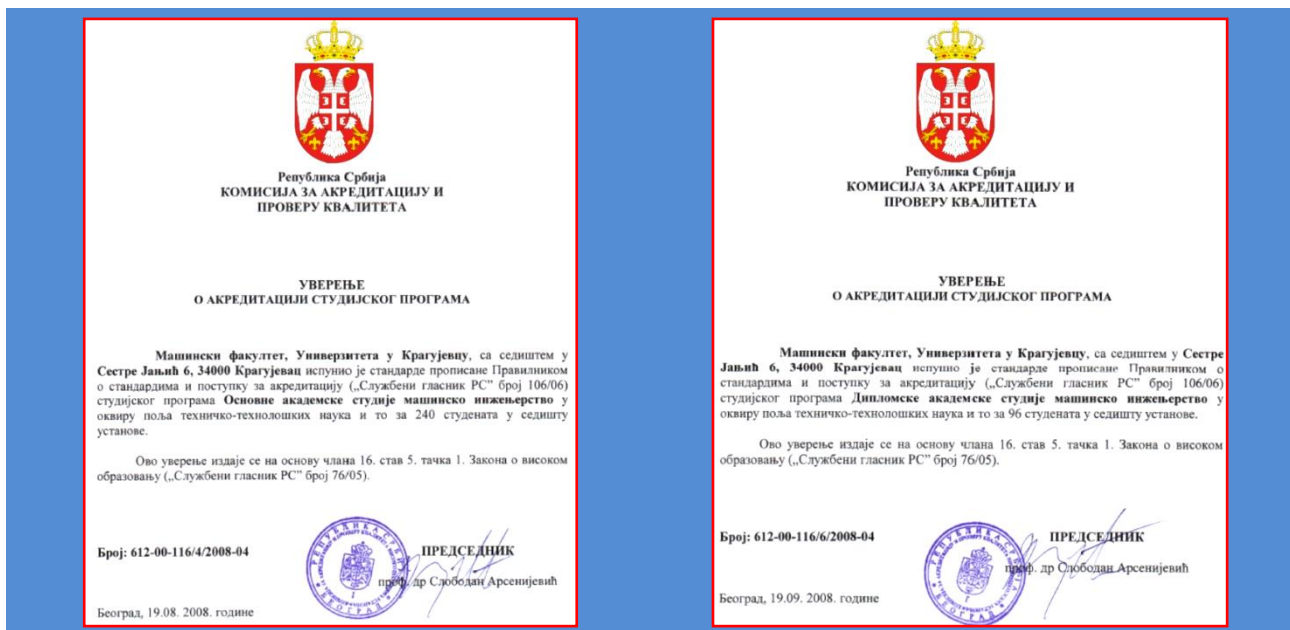 Република Србија
КОМИСИЈА ЗА АКРЕДИТАЦИЈУ И
ПРОВЕРУ КВАЛИТЕТА
УВЕРЕЊЕ
О АКРЕДИТАЦИЈИ СТУДИЈСКОГ ПРОГРАМА
Машински факултет, Универзитета у Крагујевцу, са седиштем у
Сестре Јањић 6, 34000 Крагујевац испунио је стандарде прописане Правилником
о стандардима и поступку за акредитацију („Службени гласник РС” број 106/06)
студијског програма Основне академске студије машинско инжењерство у
оквиру поља техничко-технолошких наука и то за 240 студената у седишту
установе.
Ово уверење издаје се на основу члана 16. став 5. тачка 1. Закона о високом
образовању („Службени гласник РС” број 76/05).
Број: 612-00-116/4/2008-04
ПРЕДСЕДНИК
проф. др Слободан Арсенијевић
Београд, 19.08. 2008. године
РЕПУБЛИКА СРБИЈА
БЕОГРАД
Република Србија
КОМИСИЈА ЗА АКРЕДИТАЦИЈУ И
ПРОВЕРУ КВАЛИТЕТА
УВЕРЕЊЕ
О АКРЕДИТАЦИЈИ СТУДИЈСКОГ ПРОГРАМА
Машински факултет, Универзитета у Крагујевцу, са седиштем у Сестре
Јањић 6, 34000 Крагујевац испунио је стандарде прописане Правилником о
стандардима и поступку за акредитацију („Службени гласник РС” број 106/06)
студијског програма Дипломске академске студије машинско инжењерство у
оквиру поља техничко-технолошких наука и то за 96 студената у седишту установе.
Ово уверење издаје се на основу члана 16. став 5. тачка 1. Закона о високом
образовању („Службени гласник РС” број 76/05).
Број: 612-00-116/6/2008-04
ПРЕДСЕДНИК
проф. др Слободан Арсенијевић
Београд, 19.09. 2008. године
РЕПУБЛИКА СРБИЈА
БЕОГРАД